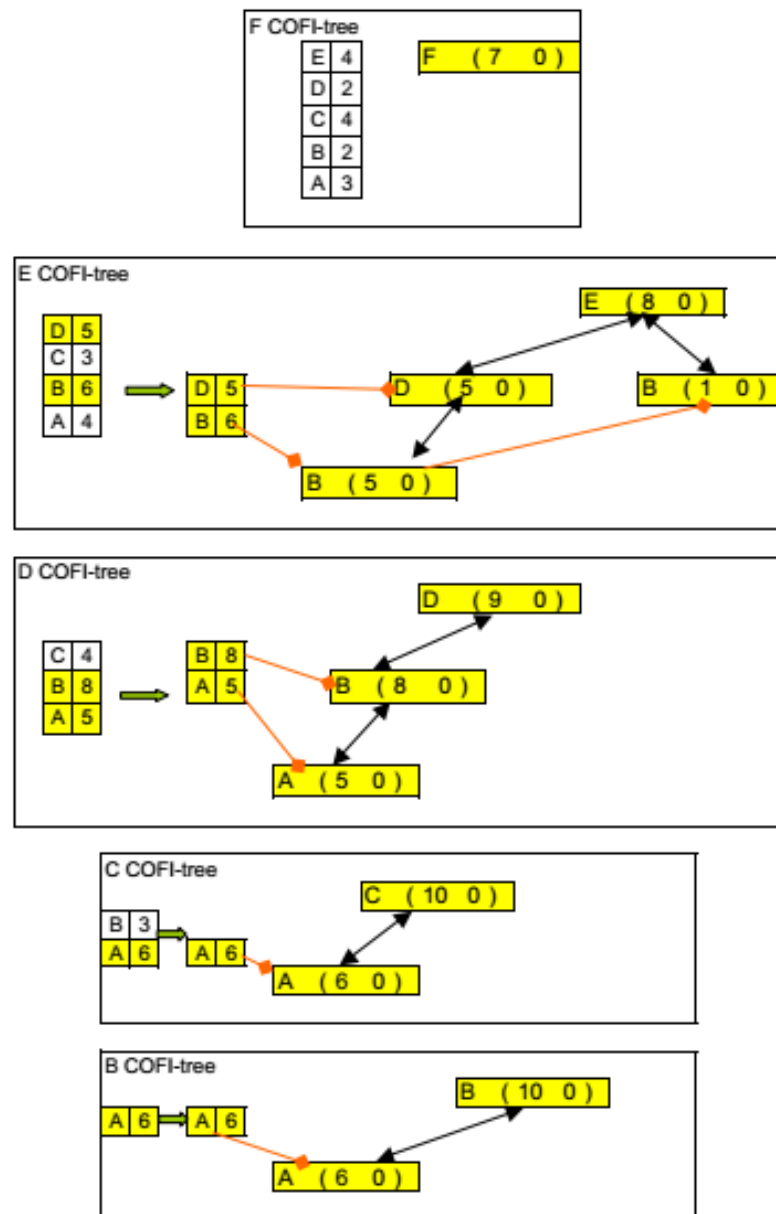 F COFI-tree
E 4 F ( 7 0 )
D 2
C 4
B 2
A 3
E COFI-tree
E ( 8 0 )
D 5
C 3
B 6
A 4
D 5 D ( 5 0 ) B ( 1 0 )
B 6
B ( 5 0 )
D COFI-tree
D ( 9 0 )
C 4
B 8
A 5
B 8 B ( 8 0 )
A 5
A ( 5 0 )
C COFI-tree
C ( 10 0 )
B 3
A 6 A 6
A ( 6 0 )
B COFI-tree
B ( 10 0 )
A 6 A 6
A ( 6 0 )